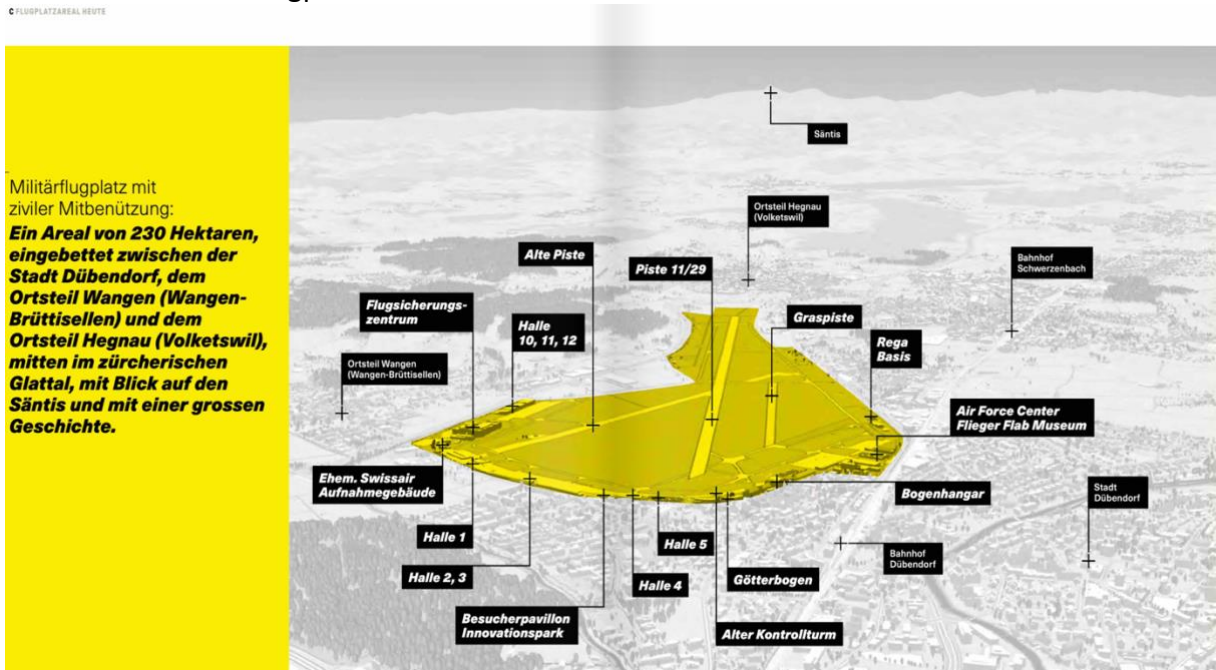 C FLUGPLATZAREAL HEUTE
Militärflugplatz mit
ziviler Mitbenützung:
Ein Areal von 230 Hektaren,
eingebettet zwischen der
Stadt Dübendorf, dem
Ortsteil Wangen (Wangen-
Brüttisellen) und dem
Ortsteil Hegnau (Volketswil),
mitten im zürcherischen
Glattal, mit Blick auf den
Säntis und mit einer grossen
Geschichte.
Säntis
Ortsteil Hegnau
(Volketswil)
Alte Piste
Piste 11/29
Bahnhof
Schwerzenbach
Flugsicherungs-
zentrum
Halle
10, 11, 12
Graspiste
Rega
Basis
Ortsteil Wangen
(Wangen-Brüttisellen)
Air Force Center
Flieger Flab Museum
Ehem. Swissair
Aufnahmegebäude
Bogenhangar
Stadt
Dübendorf
Halle 1
Halle 5
Bahnhof
Dübendorf
Halle 2, 3
Halle 4
Götterbogen
Besucherpavillon
Innovationspark
Alter Kontrollturm